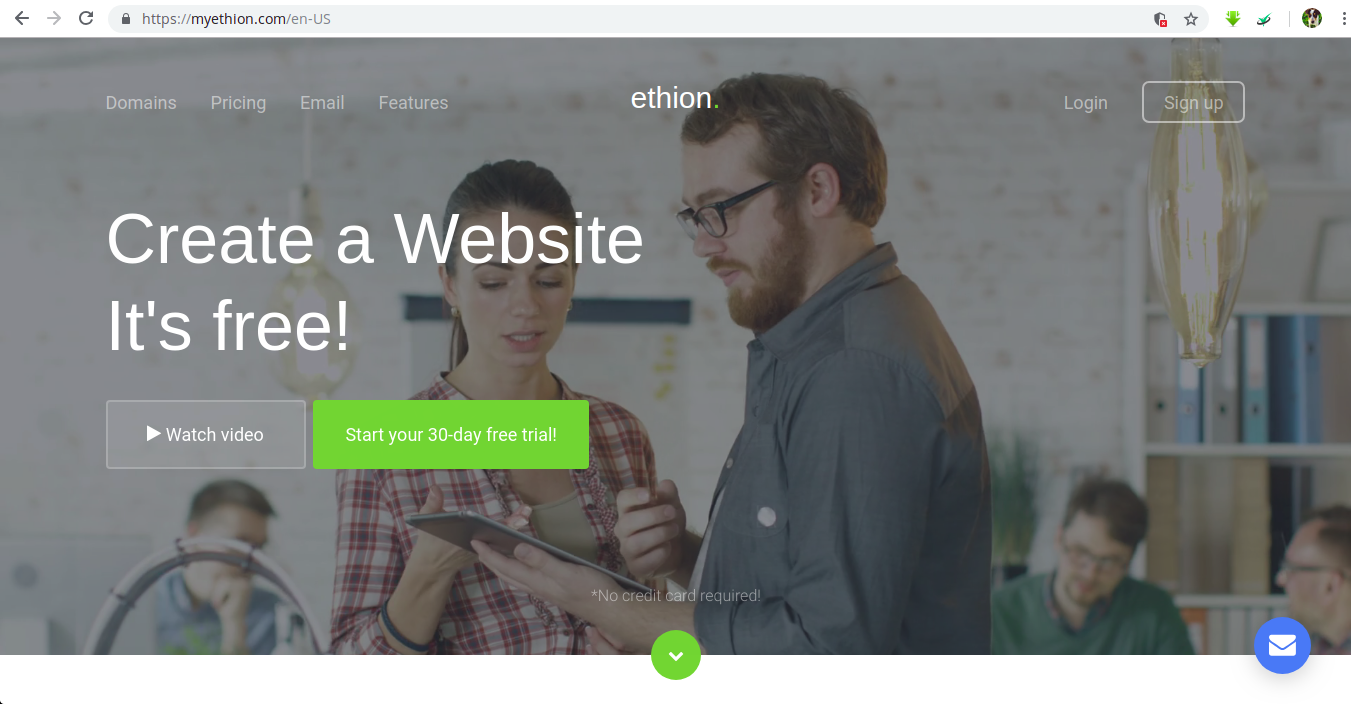 https://myethion.com/en-US
Domains Pricing Email Features ethion. Login Sign up
Create a Website
It's free!
Watch video Start your 30-day free trial!
*No credit card required!